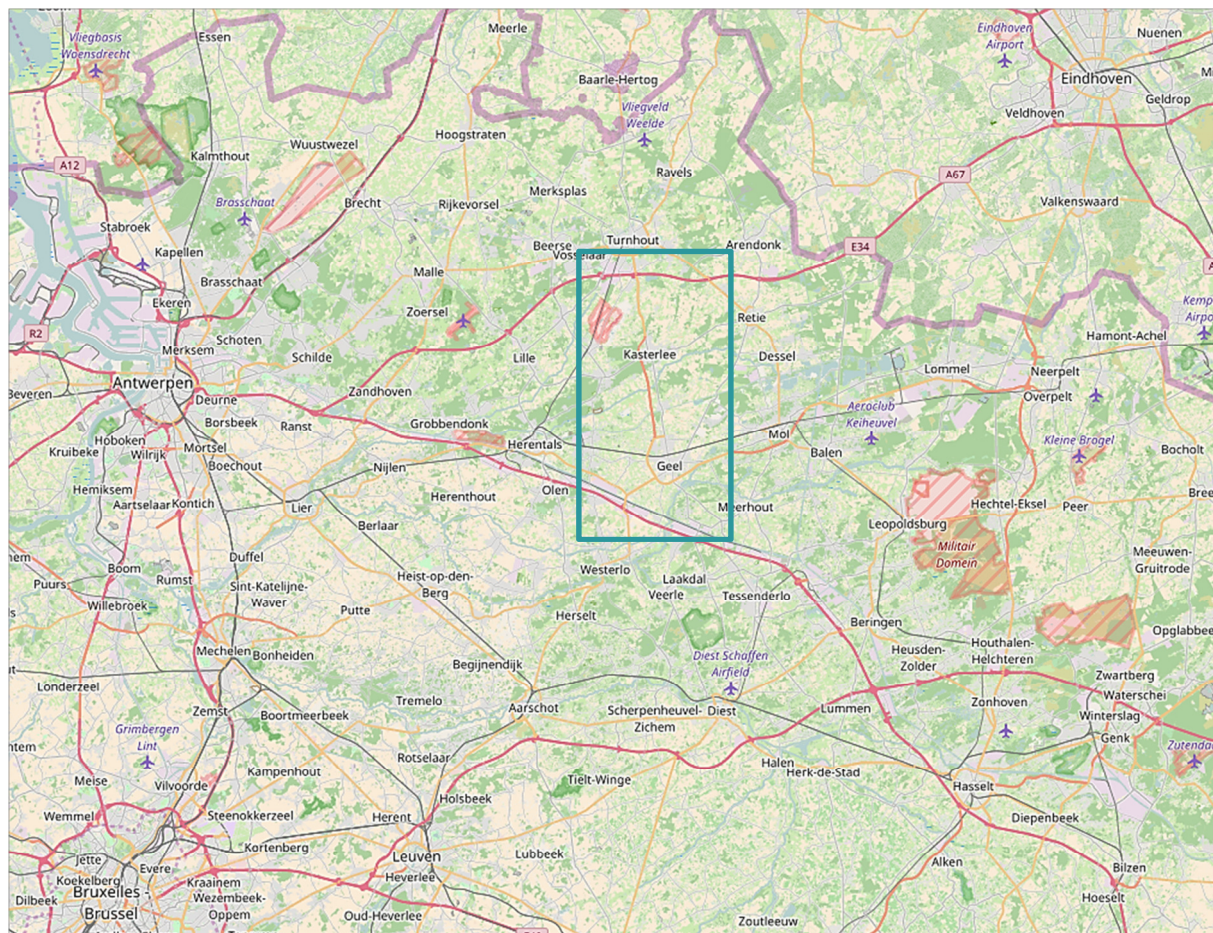 Essen
Meerle
Nuenen
Vliegbasis
Woensdrecht
Eindhoven
Airport
Baarle-Hertog
Eindhoven
Vliegveld
Weelde
Geldrop
Veldhoven
Hoogstraten
Wuustwezel
Kalmthout
A12
Ravels
A67
Merksplas
Brasschaat
Brecht
Rijkevorsel
Valkenswaard
Stabroek
Turnhout
Beerse
Vosselaar
Arendonk
E34
Kapellen
Malle
Brasschaat
Ekeren
Zoersel
Retie
R2
Schoten
Hamont-Achel
Merksem
Schilde
Lille
Kasterlee
Dessel
Lommel
Neerpelt
Antwerpen
Zandhoven
Overpelt
Deurne
Beveren
Aeroclub
Keiheuvel
Borsbeek
Ranst
Grobbendonk
Mol
Hoboken
Mortsel
Herentals
Kleine Brogel
Kruibeke
Wilrijk
Balen
Bocholt
Boechout
Nijlen
Geel
Hemiksem
Olen
Herenthout
Aartselaar
Kontich
Lier
Meerhout
Hechtel-Eksel
Peer
Berlaar
Leopoldsburg
Militair
Domein
Duffel
Meeuwen-
Gruitrode
Boom
Rumst
Westerlo
Heist-op-den-
Berg
Laakdal
Veerle
Puurs
Sint-Katelijne-
Waver
Tessenderlo
Willebroek
Putte
Herselt
Beringen
Mechelen
Bonheiden
Heusden-
Zolder
Houthalen-
Helchteren
Diest Schaffen
Airfield
Begijnendijk
Londerzeel
Zwartberg
Tremelo
Waterschei
Aarschot
Scherpenheuvel-
Zichem
Diest
Lummen
Zonhoven
Zemst
Boortmeerbeek
Winterslag
Grimbergen
Lint
Genk
Rotselaar
Halen
Kampenhout
Herk-de-Stad
Meise
Tielt-Winge
Vilvoorde
Hasselt
Holsbeek
Wemmel
Steenokkerzeel
Herent
Diepenbeek
Kortenberg
Leuven
Lubbeek
Jette
Evere
Alken
Bilzen
Koekelberg
Heverlee
Kraainem
Bruxelles -
Brussel
Wezembeek-
Oppem
Dilbeek
Hoeselt
Oud-Heverlee
Zoutleeuw